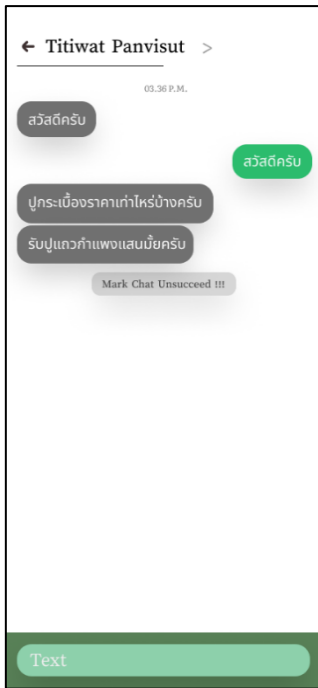 ← Titiwat Panvisut >
03.36 P.M.
สวัสดีครับ
สวัสดีครับ
ปูกระเบื้องราคาเท่าไหร่บ้างครับ
รับปูแถวกำแพงแสนมั้ยครับ
Mark Chat Unsucceed !!!
Text